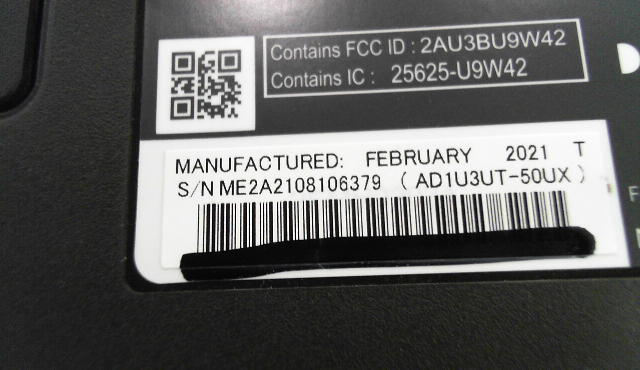 Contains FCC ID : 2AU3BU9W42
Contains IC : 25625-U9W42
MANUFACTURED: FEBRUARY 2021 T
S/N ME2A2108106379 ( AD1U3UT-50UX )